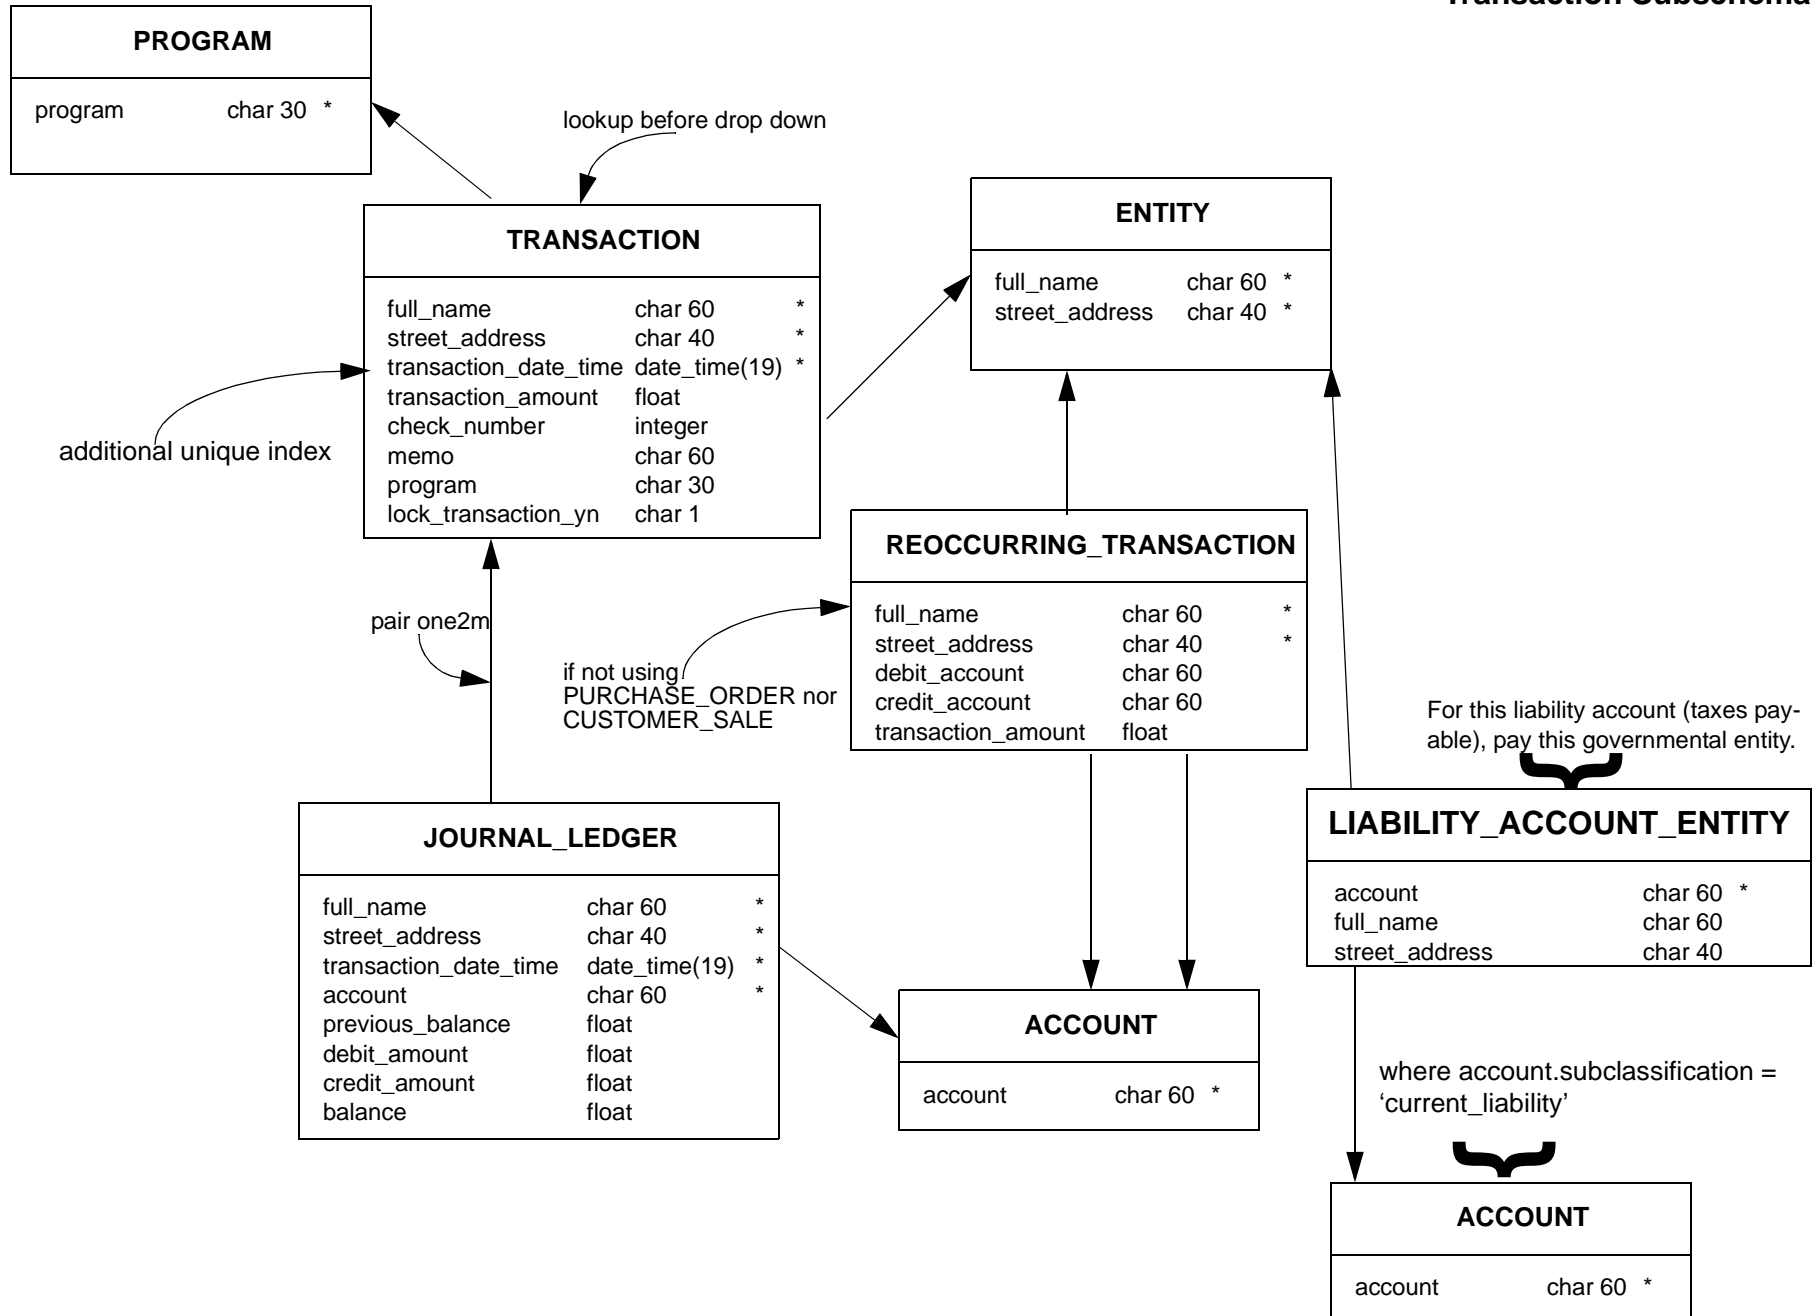 Transaction Subschema
PROGRAM
program char 30 *
lookup before drop down
TRANSACTION
full_name char 60 *
street_address char 40 *
transaction_date_time date_time(19) *
transaction_amount float
check_number integer
memo char 60
program char 30
lock_transaction_yn char 1
additional unique index
ENTITY
full_name char 60 *
street_address char 40 *
REOCCURRING_TRANSACTION
full_name char 60 *
street_address char 40 *
debit_account char 60
credit_account char 60
transaction_amount float
pair one2m
if not using
PURCHASE_ORDER nor
CUSTOMER_SALE
For this liability account (taxes pay-
able), pay this governmental entity.
LIABILITY_ACCOUNT_ENTITY
account char 60 *
full_name char 60
street_address char 40
JOURNAL_LEDGER
full_name char 60 *
street_address char 40 *
transaction_date_time date_time(19) *
account char 60 *
previous_balance float
debit_amount float
credit_amount float
balance float
ACCOUNT
account char 60 *
where account.subclassification =
‘current_liability’
ACCOUNT
account char 60 *